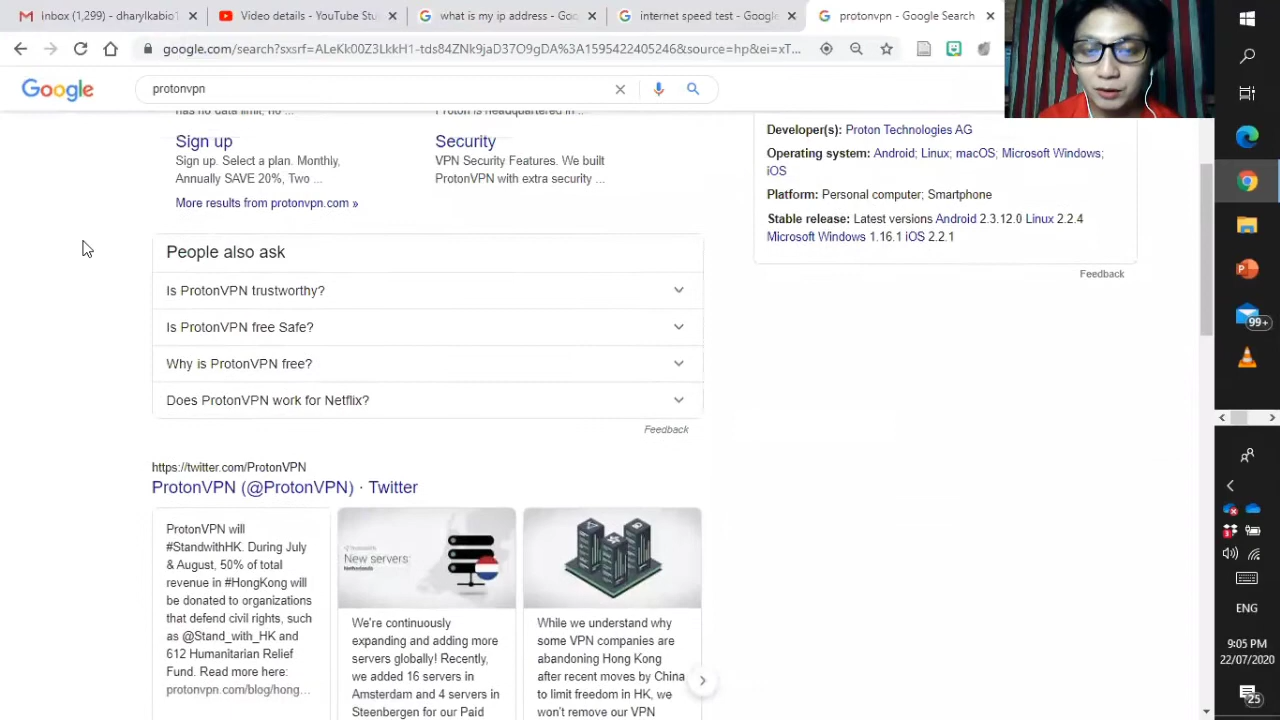 inbox (1,299) - dharylkabio1
Video details - YouTube Stu
what is my ip address - Goo
internet speed test - Google
protonvpn - Google Search
google.com/search?sxsrf=ALeKk00Z3LkkH1-tds84ZNk9jaD37O9gDA%3A1595422405246&source=hp&ei=xT...
Google
protonvpn
has no data limit, no ...
Proton is headquartered in ...
Sign up
Sign up. Select a plan. Monthly,
Annually SAVE 20%, Two ...
Security
VPN Security Features. We built
ProtonVPN with extra security ...
More results from protonvpn.com »
People also ask
Is ProtonVPN trustworthy?
Is ProtonVPN free Safe?
Why is ProtonVPN free?
Does ProtonVPN work for Netflix?
Feedback
https://twitter.com/ProtonVPN
ProtonVPN (@ProtonVPN) · Twitter
ProtonVPN will
#StandwithHK. During July
& August, 50% of total
revenue in #HongKong will
be donated to organizations
that defend civil rights, such
as @Stand_with_HK and
612 Humanitarian Relief
Fund. Read more here:
protonvpn.com/blog/hong...
New servers:
Netherlands
We're continuously
expanding and adding more
servers globally! Recently,
we added 16 servers in
Amsterdam and 4 servers in
Steenbergen for our Paid
While we understand why
some VPN companies are
abandoning Hong Kong
after recent moves by China
to limit freedom in HK, we
won't remove our VPN
Developer(s): Proton Technologies AG
Operating system: Android; Linux; macOS; Microsoft Windows;
iOS
Platform: Personal computer; Smartphone
Stable release: Latest versions Android 2.3.12.0 Linux 2.2.4
Microsoft Windows 1.16.1 iOS 2.2.1
Feedback
99+
3
ENG
9:05 PM
22/07/2020
25